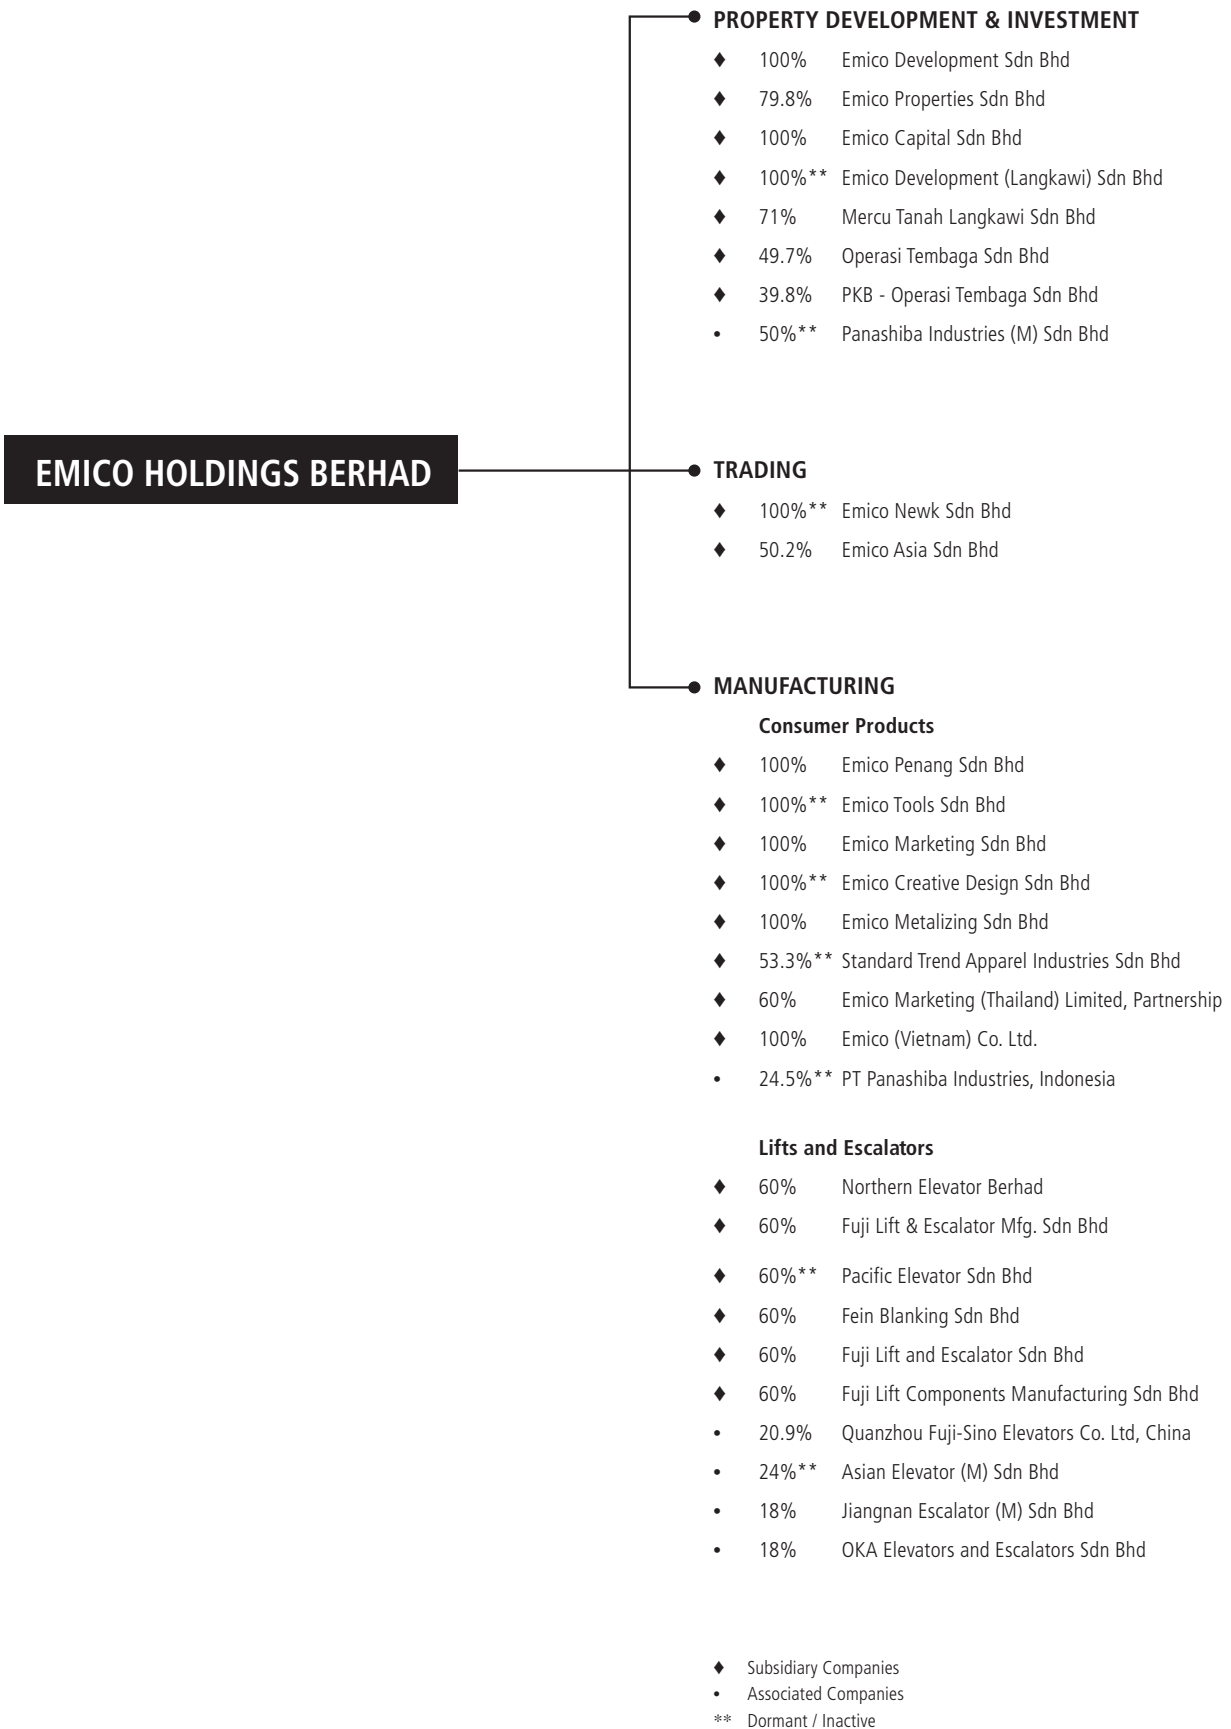 PROPERTY DEVELOPMENT & INVESTMENT
♦ 100% Emico Development Sdn Bhd
♦ 79.8% Emico Properties Sdn Bhd
♦ 100% Emico Capital Sdn Bhd
♦ 100%** Emico Development (Langkawi) Sdn Bhd
♦ 71% Mercu Tanah Langkawi Sdn Bhd
♦ 49.7% Operasi Tembaga Sdn Bhd
♦ 39.8% PKB - Operasi Tembaga Sdn Bhd
• 50%** Panashiba Industries (M) Sdn Bhd
EMICO HOLDINGS BERHAD
TRADING
♦ 100%** Emico Newk Sdn Bhd
♦ 50.2% Emico Asia Sdn Bhd
MANUFACTURING
Consumer Products
♦ 100% Emico Penang Sdn Bhd
♦ 100%** Emico Tools Sdn Bhd
♦ 100% Emico Marketing Sdn Bhd
♦ 100%** Emico Creative Design Sdn Bhd
♦ 100% Emico Metalizing Sdn Bhd
♦ 53.3%** Standard Trend Apparel Industries Sdn Bhd
♦ 60% Emico Marketing (Thailand) Limited, Partnership
♦ 100% Emico (Vietnam) Co. Ltd.
• 24.5%** PT Panashiba Industries, Indonesia
Lifts and Escalators
♦ 60% Northern Elevator Berhad
♦ 60% Fuji Lift & Escalator Mfg. Sdn Bhd
♦ 60%** Pacific Elevator Sdn Bhd
♦ 60% Fein Blanking Sdn Bhd
♦ 60% Fuji Lift and Escalator Sdn Bhd
♦ 60% Fuji Lift Components Manufacturing Sdn Bhd
• 20.9% Quanzhou Fuji-Sino Elevators Co. Ltd, China
• 24%** Asian Elevator (M) Sdn Bhd
• 18% Jiangnan Escalator (M) Sdn Bhd
• 18% OKA Elevators and Escalators Sdn Bhd
♦ Subsidiary Companies
• Associated Companies
** Dormant / Inactive